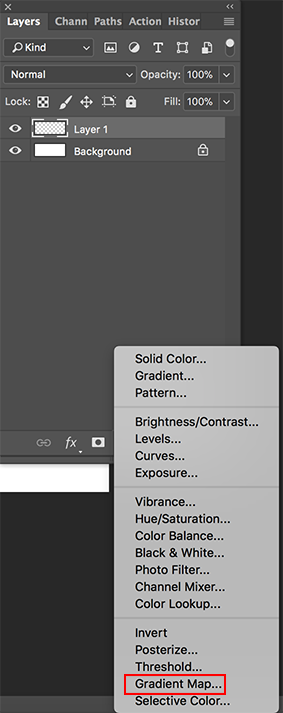 Layers Chann Paths Action Histor
Kind
Normal Opacity: 100%
Lock: Fill: 100%
Layer 1
Background
fx
Solid Color...
Gradient...
Pattern...
Brightness/Contrast...
Levels...
Curves...
Exposure...
Vibrance...
Hue/Saturation...
Color Balance...
Black & White...
Photo Filter...
Channel Mixer...
Color Lookup...
Invert
Posterize...
Threshold...
Gradient Map...
Selective Color...